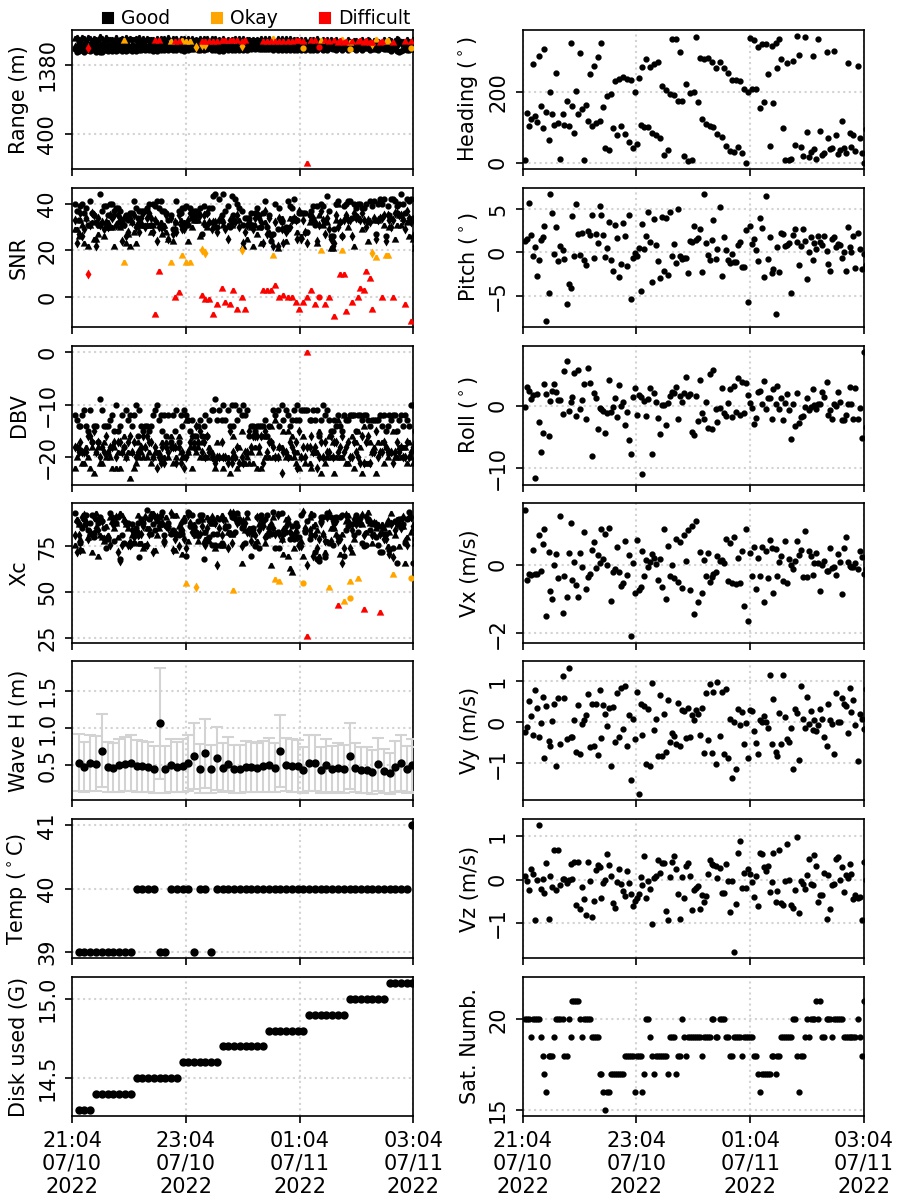 Good Okay Difficult
Range (m)
1380
400
Heading (°)
200
0
SNR
40
20
0
Pitch (°)
5
0
−5
DBV
0
−10
−20
Roll (°)
0
−10
Xc
75
50
25
Vx (m/s)
0
−2
Wave H (m)
1.5
1.0
0.5
Vy (m/s)
1
0
−1
Temp (°C)
41
40
39
Vz (m/s)
1
0
−1
Disk used (G)
15.0
14.5
Sat. Numb.
20
15
21:04 23:04 01:04 03:04
07/10 07/10 07/11 07/11
2022 2022 2022 2022
21:04 23:04 01:04 03:04
07/10 07/10 07/11 07/11
2022 2022 2022 2022